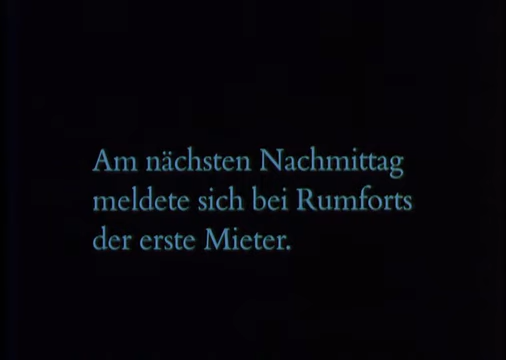 Am nächsten Nachmittag
meldete sich bei Rumforts
der erste Mieter.